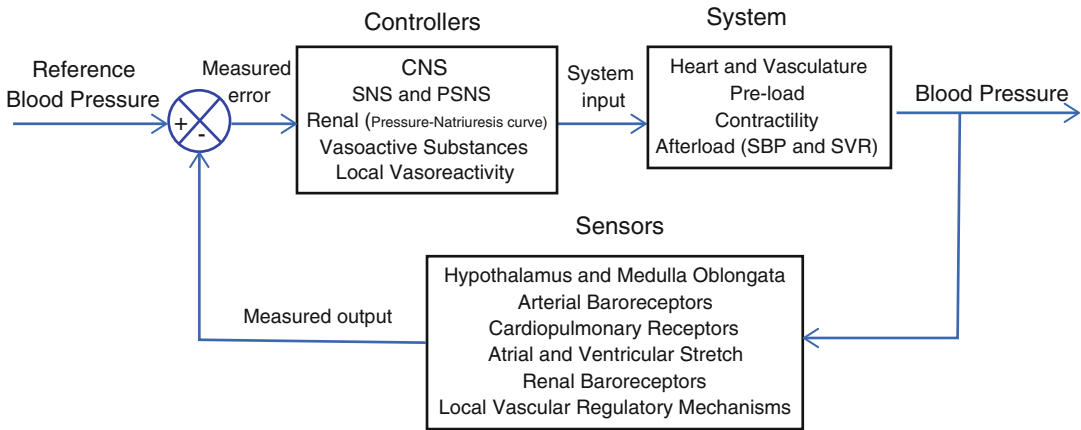 Controllers
System
Reference
Blood Pressure
Measured
error
CNS
SNS and PSNS
Renal (Pressure-Natriuresis curve)
Vasoactive Substances
Local Vasoreactivity
System
input
Heart and Vasculature
Pre-load
Contractility
Afterload (SBP and SVR)
Blood Pressure
+
-
Sensors
Hypothalamus and Medulla Oblongata
Arterial Baroreceptors
Cardiopulmonary Receptors
Atrial and Ventricular Stretch
Renal Baroreceptors
Local Vascular Regulatory Mechanisms
Measured output